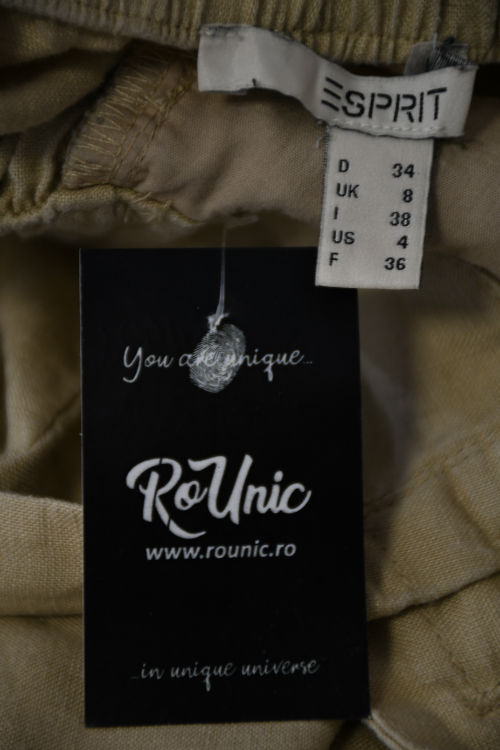 ESPRIT
D 34
UK 8
I 38
US 4
F 36
You are unique...
RoUnic
www.rounic.ro
...in unique universe